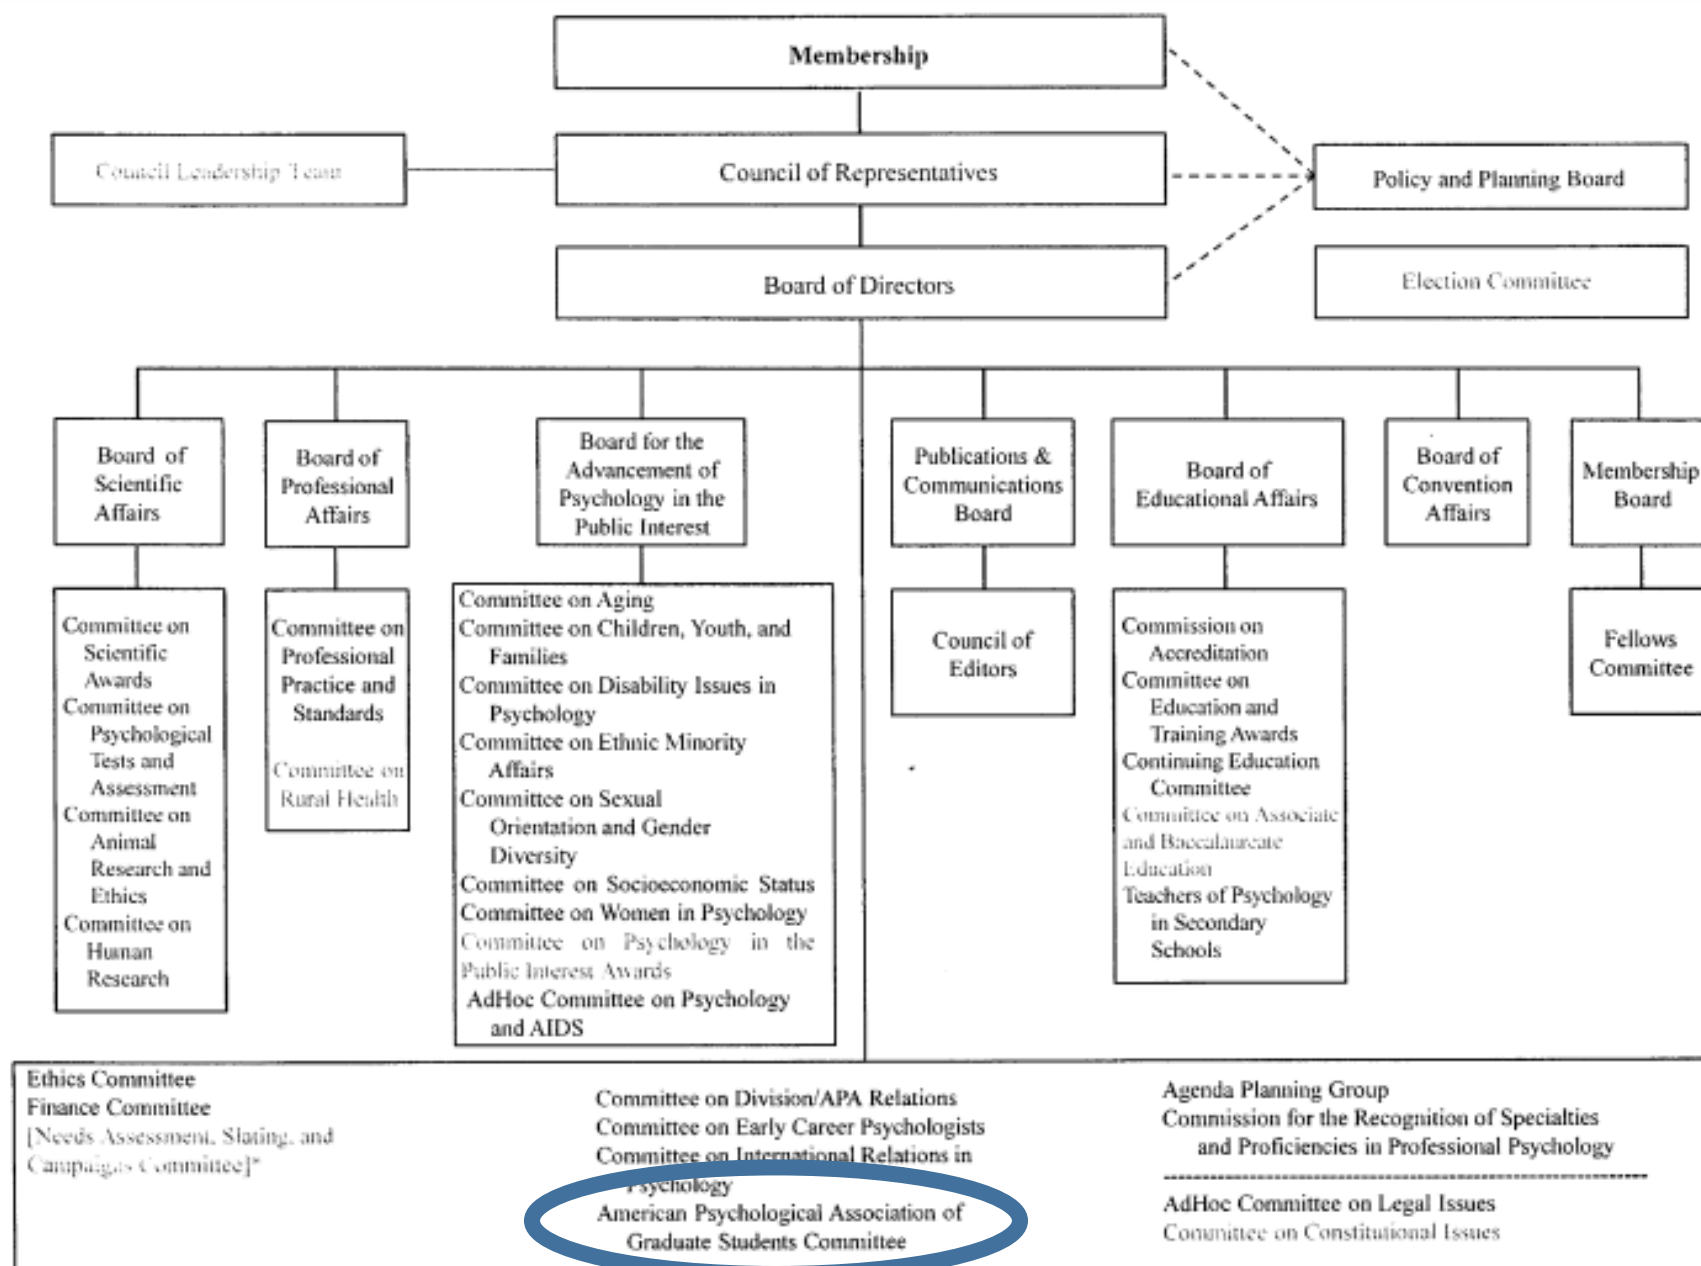 Membership
Council Leadership Team
Council of Representatives
Policy and Planning Board
Board of Directors
Election Committee
Board of
Scientific
Affairs
Board of
Professional
Affairs
Board for the
Advancement of
Psychology in the
Public Interest
Publications &
Communications
Board
Board of
Educational Affairs
Board of
Convention
Affairs
Membership
Board
Committee on
Scientific
Awards
Committee on
Psychological
Tests and
Assessment
Committee on
Animal
Research and
Ethics
Committee on
Human
Research
Committee on
Professional
Practice and
Standards
Committee on
Rural Health
Committee on Aging
Committee on Children, Youth, and
Families
Committee on Disability Issues in
Psychology
Committee on Ethnic Minority
Affairs
Committee on Sexual
Orientation and Gender
Diversity
Committee on Socioeconomic Status
Committee on Women in Psychology
Committee on Psychology in the
Public Interest Awards
AdHoc Committee on Psychology
and AIDS
Council of
Editors
Commission on
Accreditation
Committee on
Education and
Training Awards
Continuing Education
Committee
Committee on Associate
and Baccalaureate
Education
Teachers of Psychology
in Secondary
Schools
Fellows
Committee
Ethics Committee
Finance Committee
[Needs Assessment, Slating, and
Campaigns Committee]*
Committee on Division/APA Relations
Committee on Early Career Psychologists
Committee on International Relations in
Psychology
American Psychological Association of
Graduate Students Committee
Agenda Planning Group
Commission for the Recognition of Specialties
and Proficiencies in Professional Psychology
AdHoc Committee on Legal Issues
Committee on Constitutional Issues